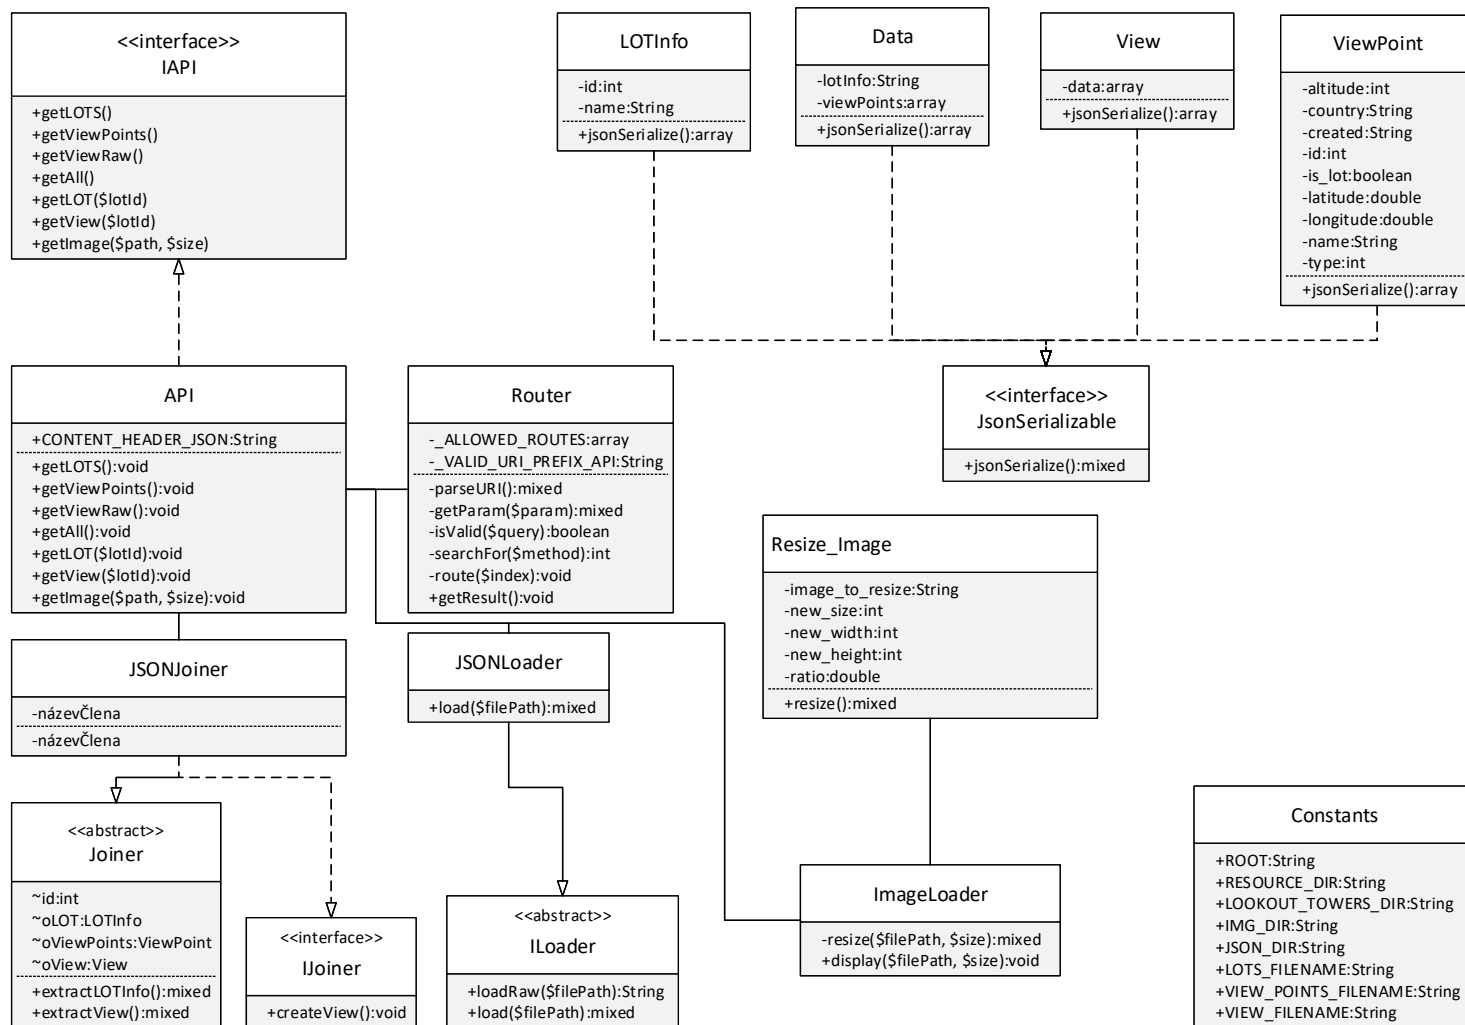 <<interface>>
IAPI
+getLOTS()
+getViewPoints()
+getViewRaw()
+getAll()
+getLOT($lotId)
+getView($lotId)
+getImage($path, $size)
LOTInfo
-id:int
-name:String
+jsonSerialize():array
Data
-lotInfo:String
-viewPoints:array
+jsonSerialize():array
View
-data:array
+jsonSerialize():array
ViewPoint
-altitude:int
-country:String
-created:String
-id:int
-is_lot:boolean
-latitude:double
-longitude:double
-name:String
-type:int
+jsonSerialize():array
API
+CONTENT_HEADER_JSON:String
+getLOTS():void
+getViewPoints():void
+getViewRaw():void
+getAll():void
+getLOT($lotId):void
+getView($lotId):void
+getImage($path, $size):void
Router
-_ALLOWED_ROUTES:array
-_VALID_URI_PREFIX_API:String
-parseURI():mixed
-getParam($param):mixed
-isValid($query):boolean
-searchFor($method):int
-route($index):void
+getResult():void
<<interface>>
JsonSerializable
+jsonSerialize():mixed
Resize_Image
-image_to_resize:String
-new_size:int
-new_width:int
-new_height:int
-ratio:double
+resize():mixed
JSONJoiner
-názevČlena
-názevČlena
JSONLoader
+load($filePath):mixed
<<abstract>>
Joiner
~id:int
~oLOT:LOTInfo
~oViewPoints:ViewPoint
~oView:View
+extractLOTInfo():mixed
+extractView():mixed
<<interface>>
IJoiner
+createView():void
<<abstract>>
ILoader
+loadRaw($filePath):String
+load($filePath):mixed
ImageLoader
-resize($filePath, $size):mixed
+display($filePath, $size):void
Constants
+ROOT:String
+RESOURCE_DIR:String
+LOOKOUT_TOWERS_DIR:String
+IMG_DIR:String
+JSON_DIR:String
+LOTS_FILENAME:String
+VIEW_POINTS_FILENAME:String
+VIEW_FILENAME:String